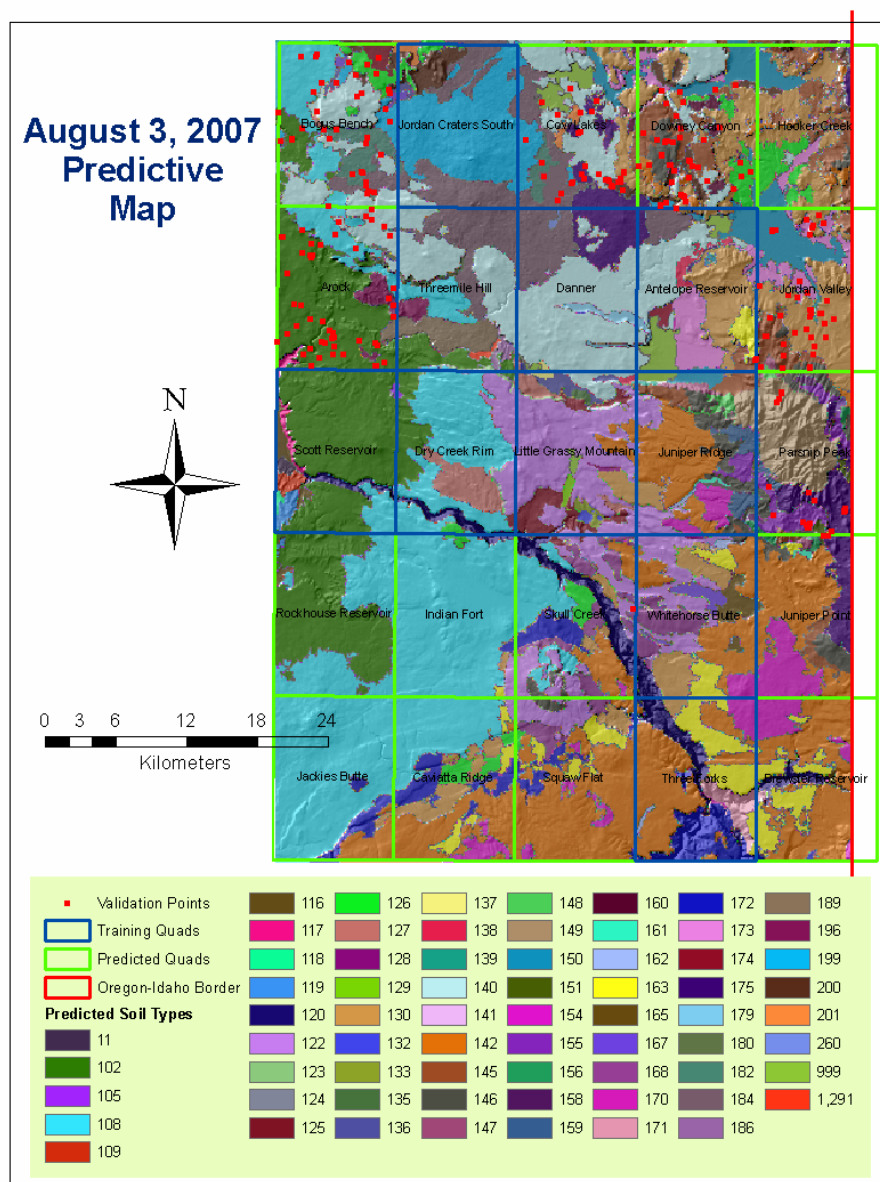 August 3, 2007
Predictive
Map
Bogus Bench
Jordan Craters South
Cow Lakes
Downey Canyon
Hooker Creek
Arock
Threemile Hill
Danner
Antelope Reservoir
Jordan Valley
N
Scott Reservoir
Dry Creek Rim
Little Grassy Mountain
Juniper Ridge
Parsnip Peak
Rockhouse Reservoir
Indian Fort
Skull Creek
Whitehorse Butte
Juniper Point
0 3 6 12 18 24
Kilometers
Jackies Butte
Caviatta Ridge
Squaw Flat
Three Forks
Brewster Reservoir
Validation Points
Training Quads
Predicted Quads
Oregon-Idaho Border
Predicted Soil Types
11
102
105
108
109
116
117
118
119
120
122
123
124
125
126
127
128
129
130
132
133
135
136
137
138
139
140
141
142
145
146
147
148
149
150
151
154
155
156
158
159
160
161
162
163
165
167
168
170
171
172
173
174
175
179
180
182
184
186
189
196
199
200
201
260
999
1,291